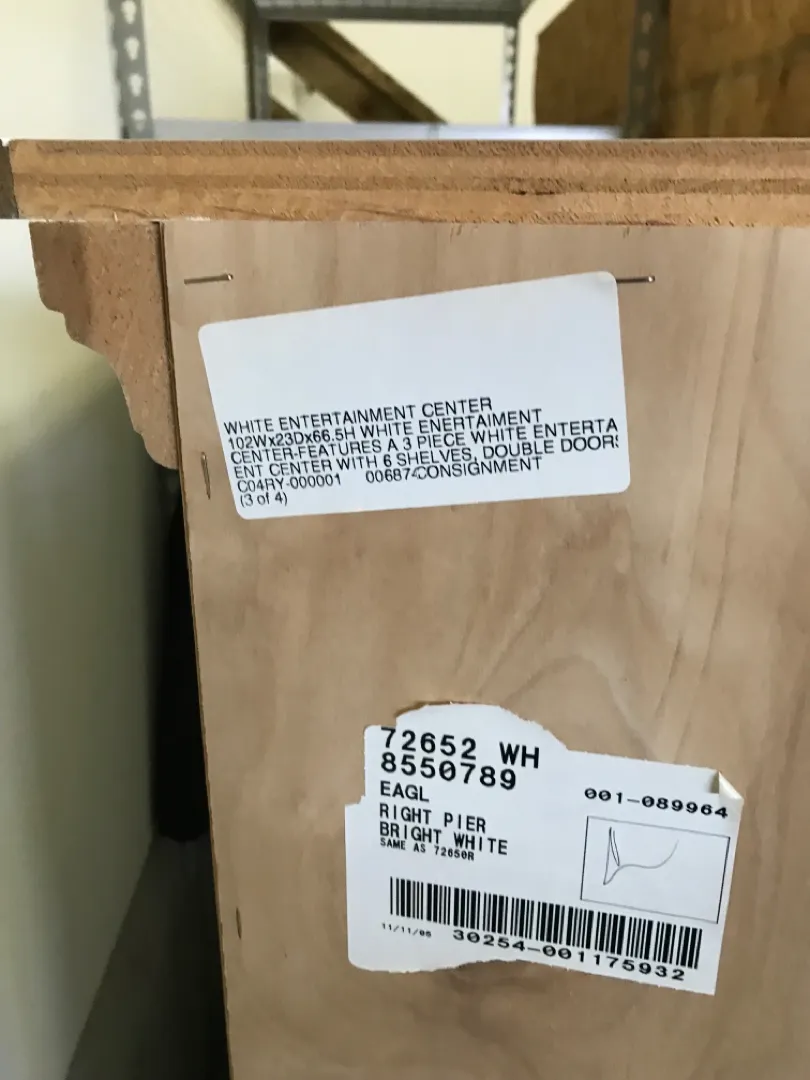 WHITE ENTERTAINMENT CENTER
102Wx23Dx66.5H WHITE ENERTAIMENT
CENTER-FEATURES A 3 PIECE WHITE ENTERTA
ENT CENTER WITH 6 SHELVES, DOUBLE DOORS
C04RY-000001 00687-CONSIGNMENT
(3 of 4)
72652 WH
8550789
EAGL
001-089964
RIGHT PIER
BRIGHT WHITE
SAME AS 72650R
11/11/05 30254-001175932